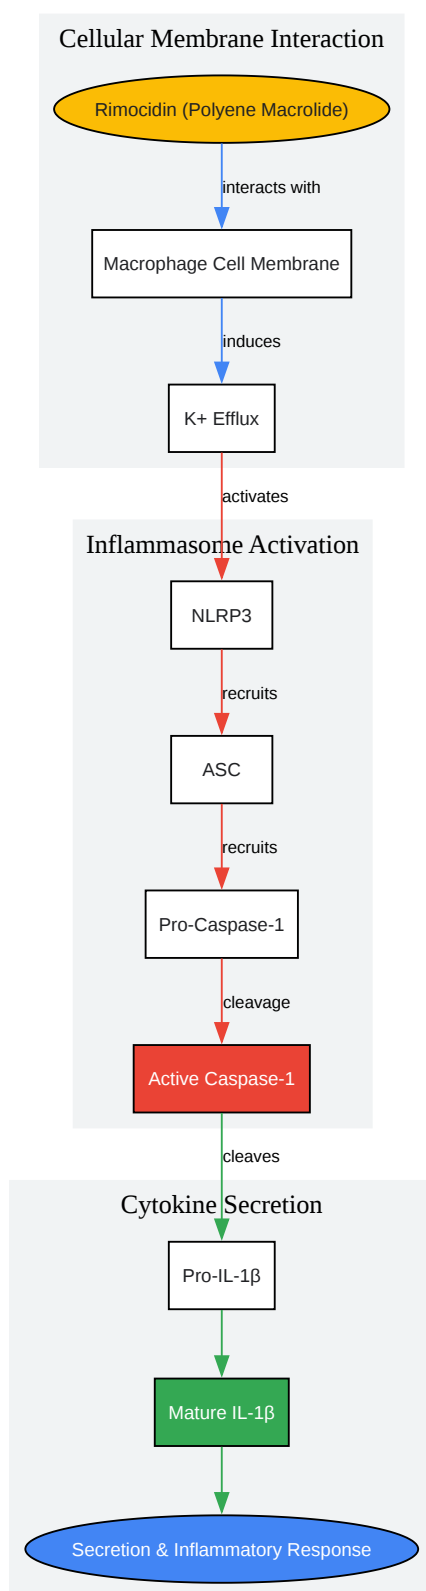 Cellular Membrane Interaction
Rimocidin (Polyene Macrolide)
interacts with
Macrophage Cell Membrane
induces
K+ Efflux
activates
Inflammasome Activation
NLRP3
recruits
ASC
recruits
Pro-Caspase-1
cleavage
Active Caspase-1
cleaves
Cytokine Secretion
Pro-IL-1β
Mature IL-1β
Secretion & Inflammatory Response